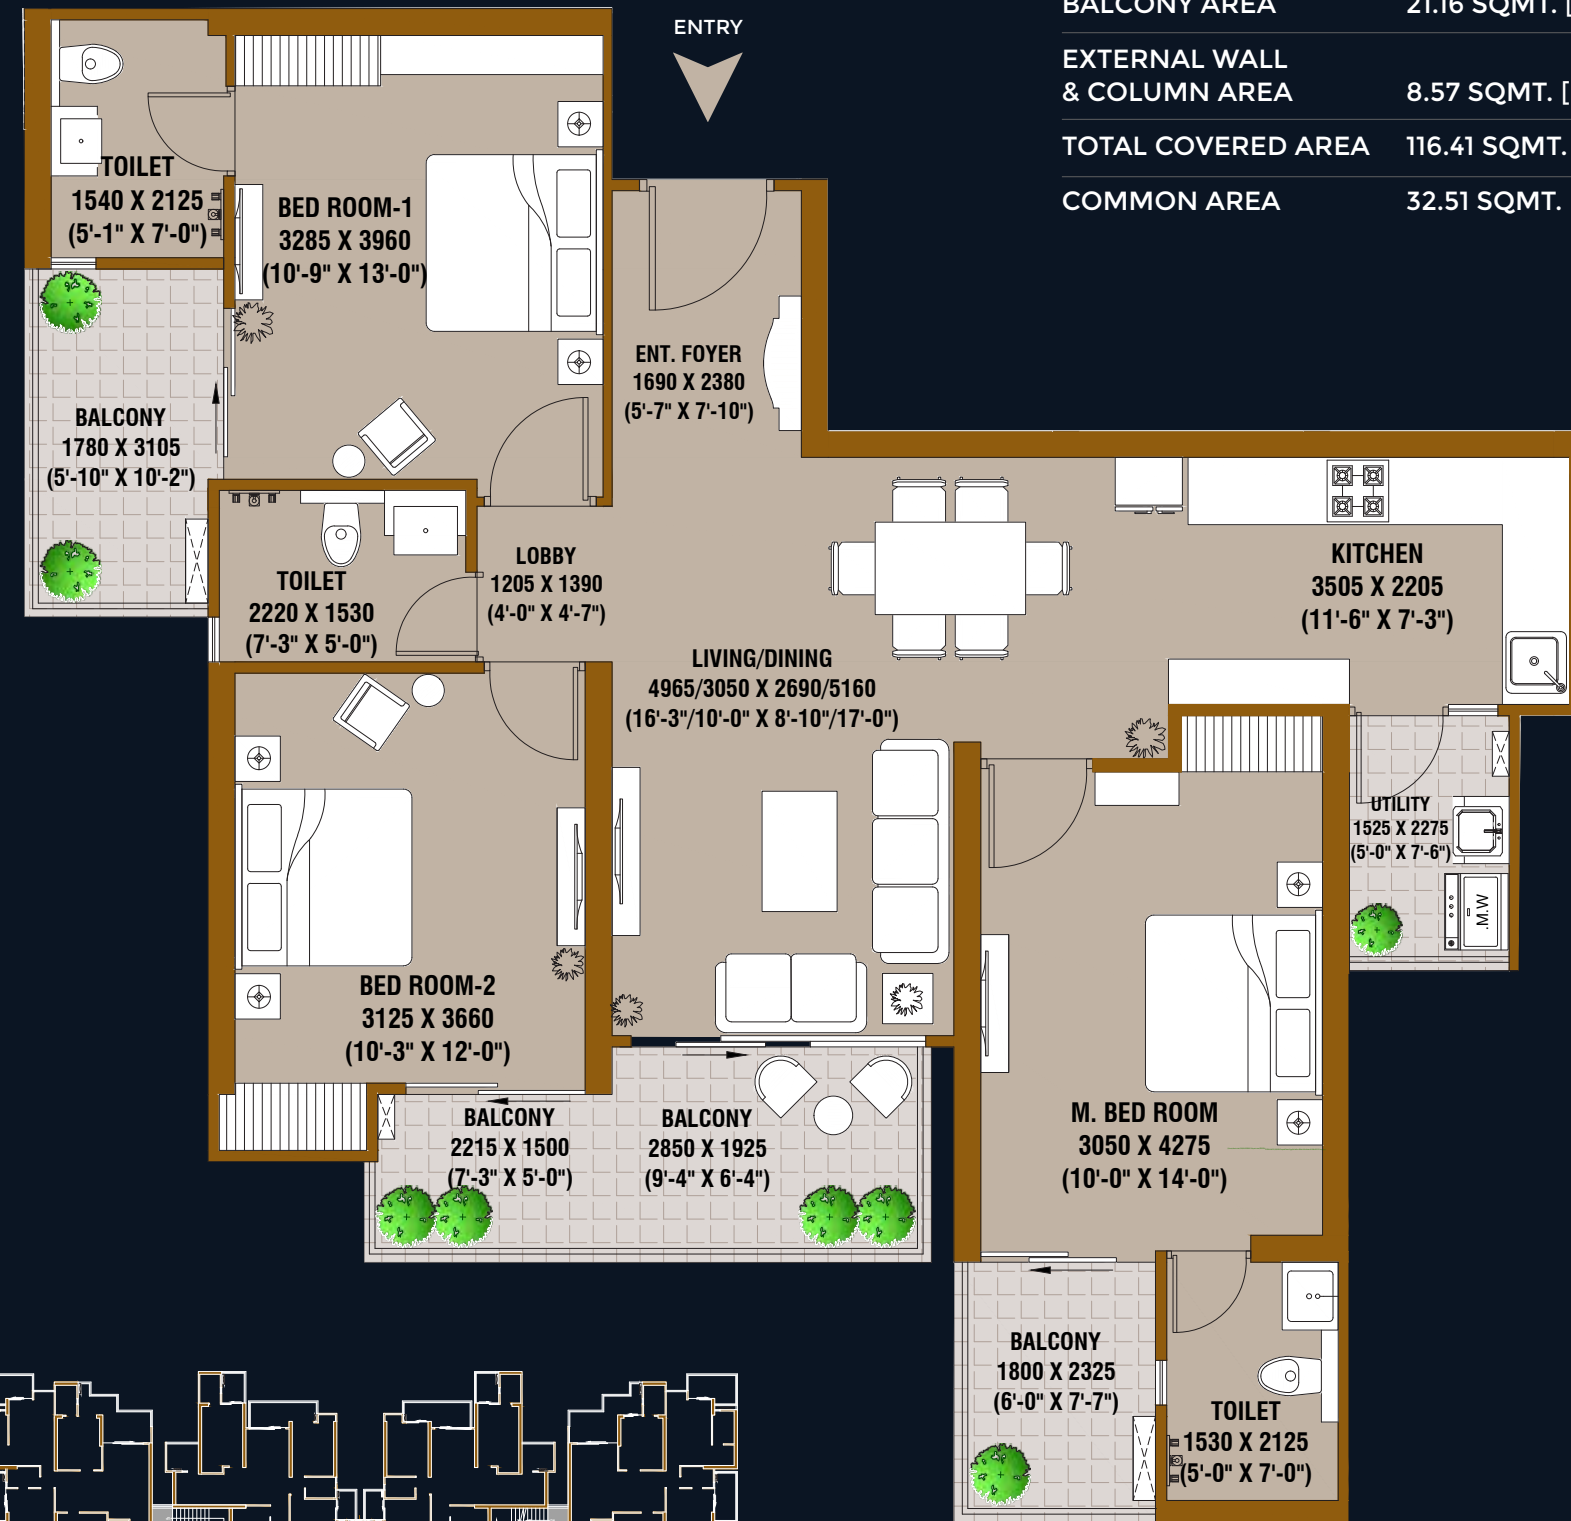 ENTRY
BALCONY AREA 21.16 SQMT. [
EXTERNAL WALL
& COLUMN AREA 8.57 SQMT. [
TOTAL COVERED AREA 116.41 SQMT.
COMMON AREA 32.51 SQMT.
TOILET
1540 X 2125
(5'-1" X 7'-0")
BED ROOM-1
3285 X 3960
(10'-9" X 13'-0")
ENT. FOYER
1690 X 2380
(5'-7" X 7'-10")
BALCONY
1780 X 3105
(5'-10" X 10'-2")
TOILET
2220 X 1530
(7'-3" X 5'-0")
LOBBY
1205 X 1390
(4'-0" X 4'-7")
KITCHEN
3505 X 2205
(11'-6" X 7'-3")
LIVING/DINING
4965/3050 X 2690/5160
(16'-3"/10'-0" X 8'-10"/17'-0")
UTILITY
1525 X 2275
(5'-0" X 7'-6")
.M.W
BED ROOM-2
3125 X 3660
(10'-3" X 12'-0")
BALCONY
2215 X 1500
(7'-3" X 5'-0")
BALCONY
2850 X 1925
(9'-4" X 6'-4")
M. BED ROOM
3050 X 4275
(10'-0" X 14'-0")
BALCONY
1800 X 2325
(6'-0" X 7'-7")
TOILET
1530 X 2125
(5'-0" X 7'-0")